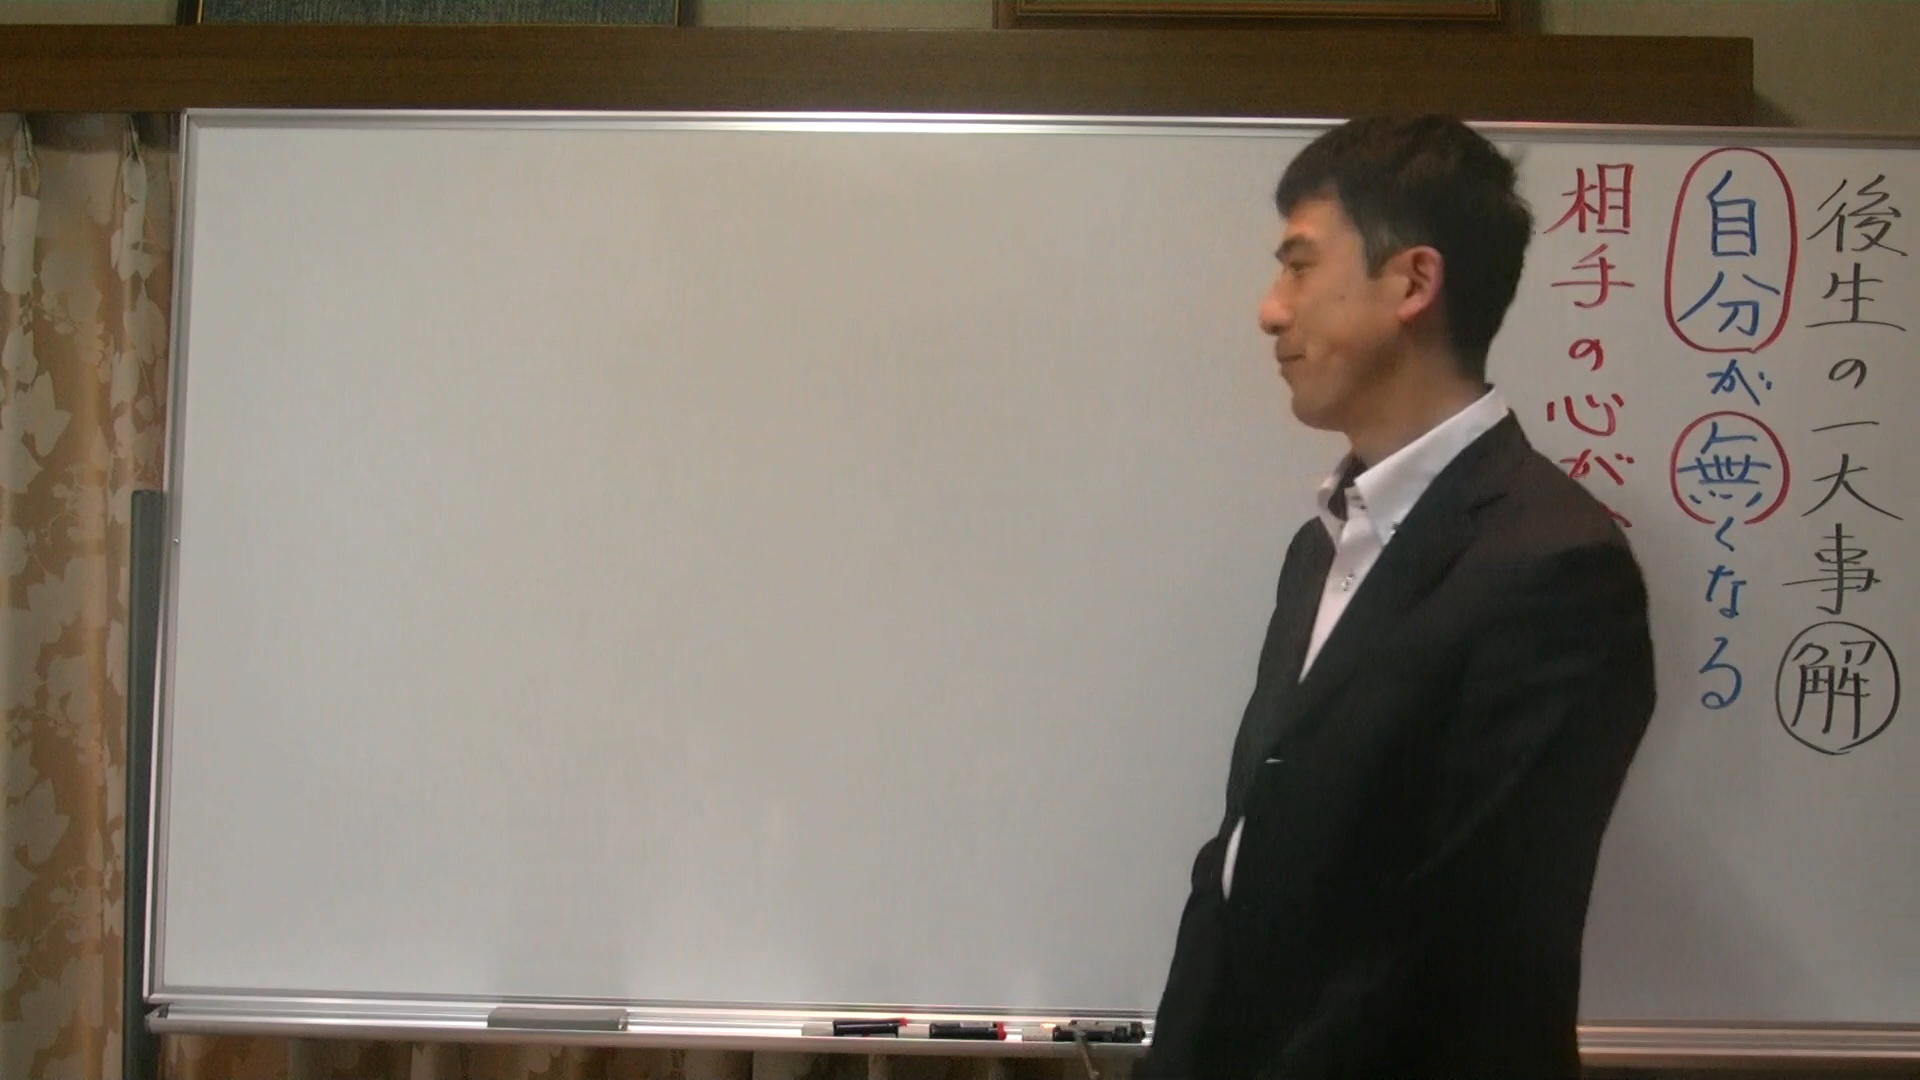 後生の一大事解
自分が無くなる
相手の心が